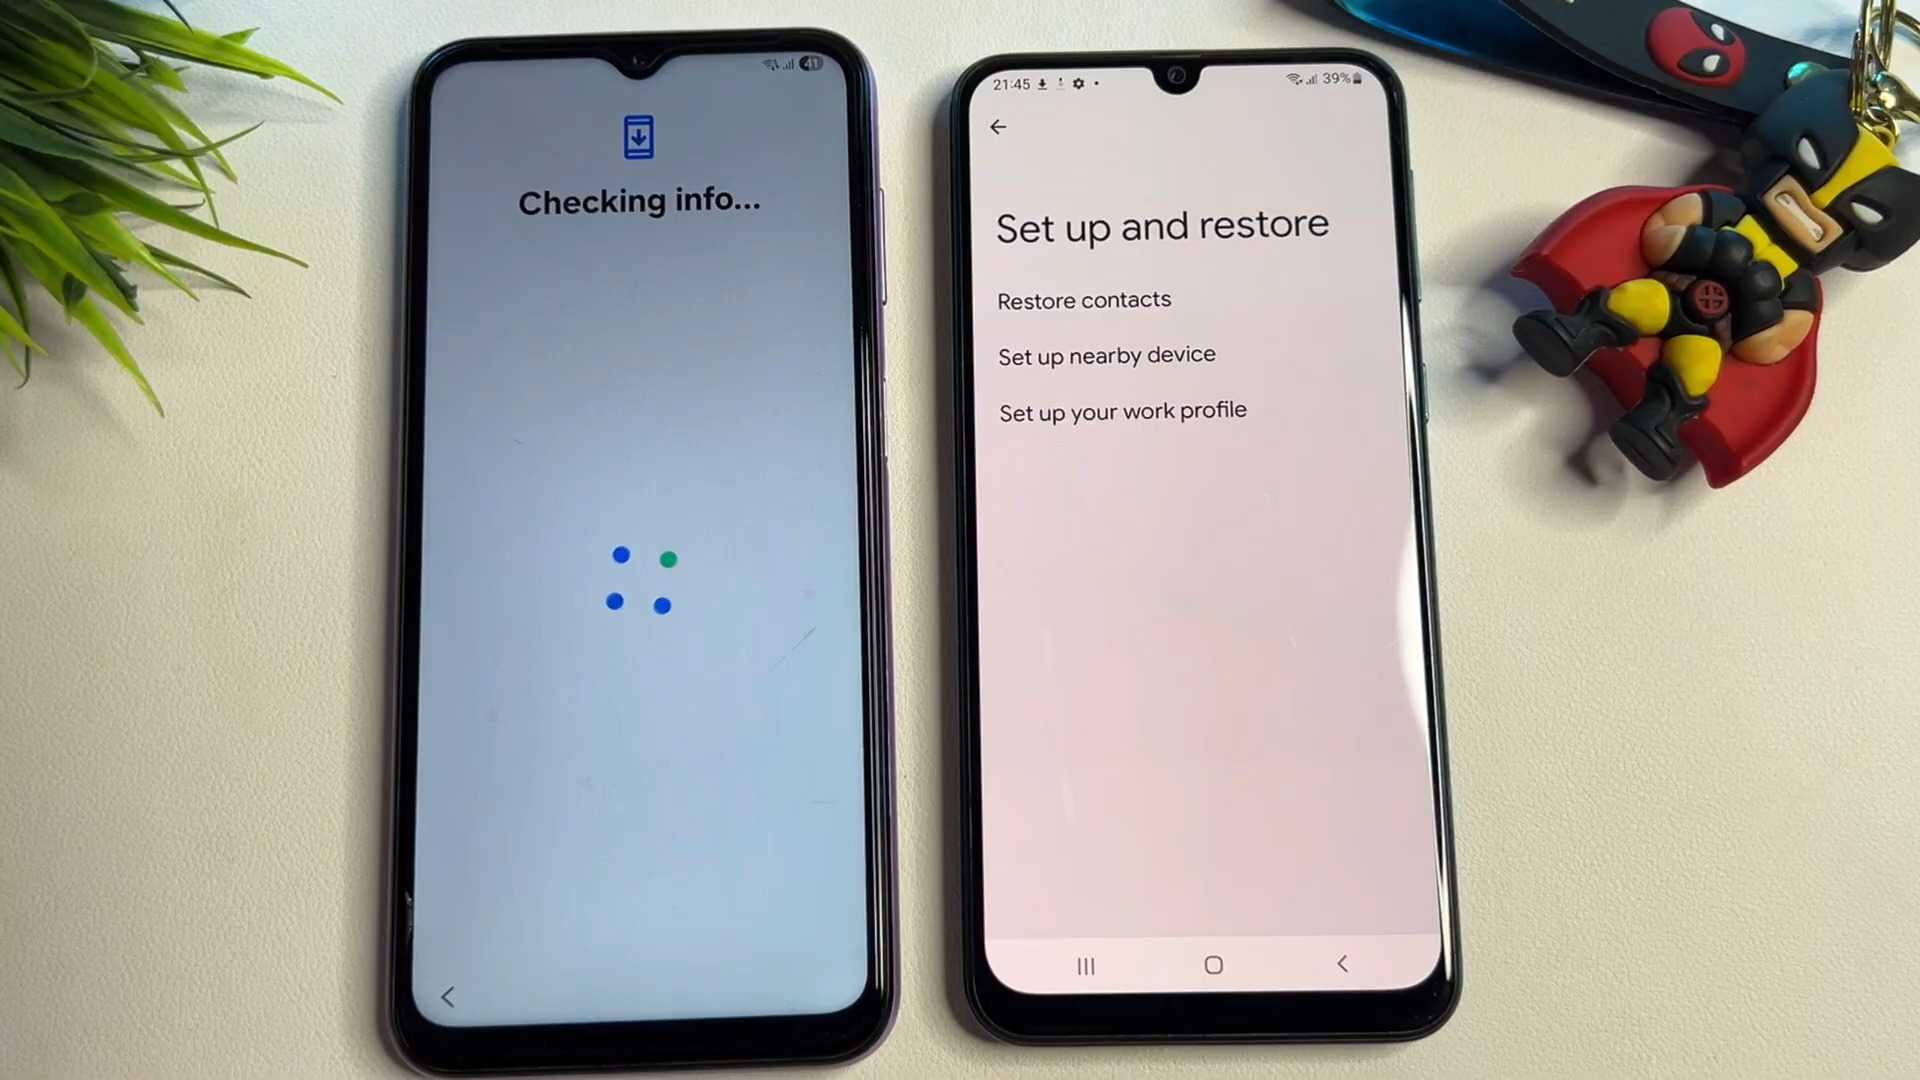 41
Checking info...
21:45
39%
Set up and restore
Restore contacts
Set up nearby device
Set up your work profile